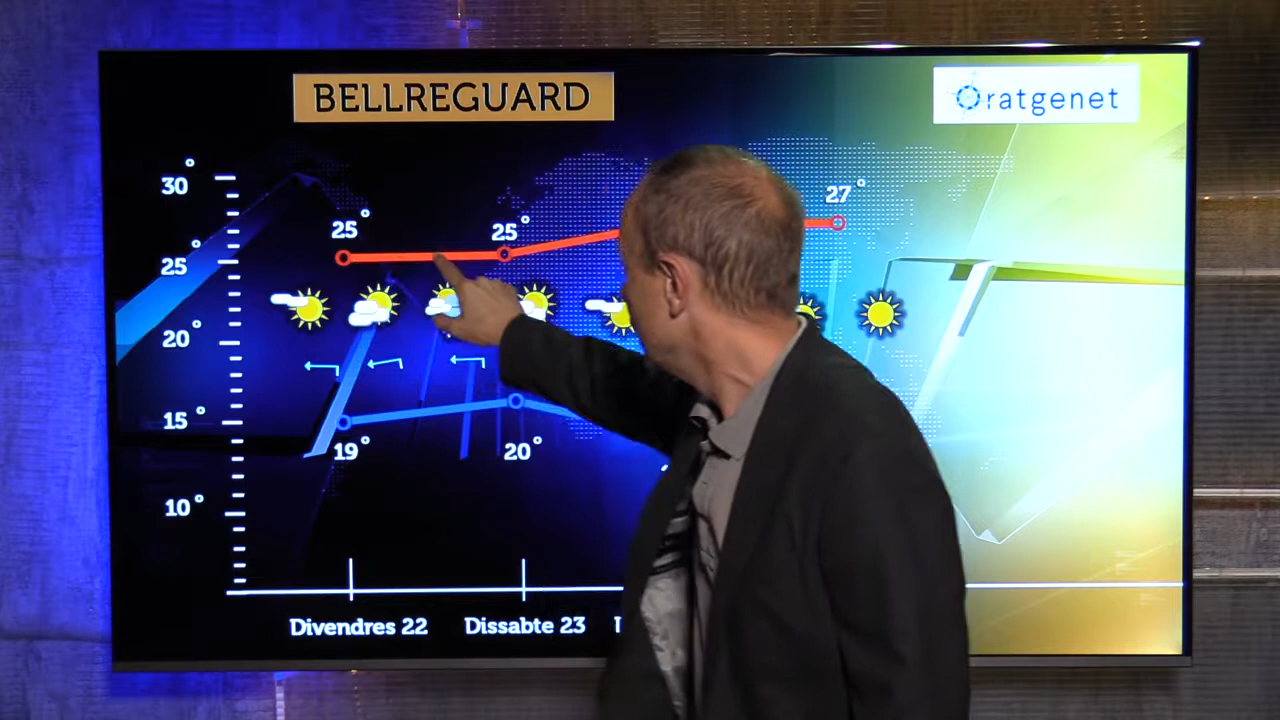 BELLREGUARD
Oratgenet
30°
25°
20°
15°
10°
25°
25°
27°
19°
20°
Divendres 22
Dissabte 23